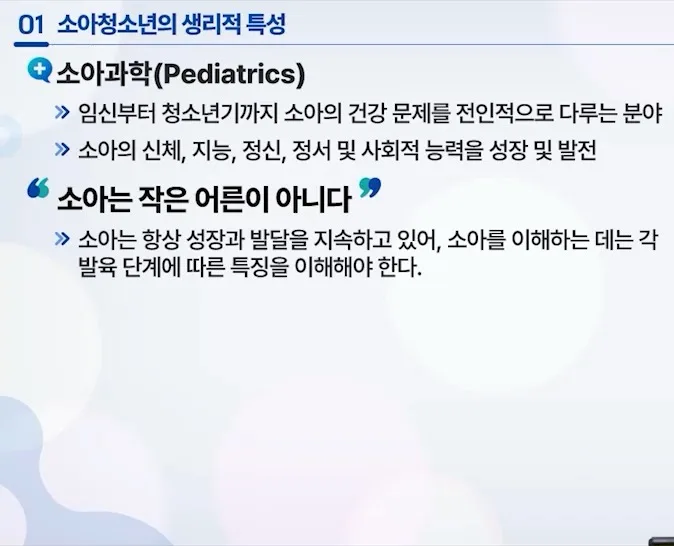 01 소아청소년의 생리적 특성
소아과학(Pediatrics)
임신부터 청소년기까지 소아의 건강 문제를 전인적으로 다루는 분야
소아의 신체, 지능, 정신, 정서 및 사회적 능력을 성장 및 발전
“ 소아는 작은 어른이 아니다 ”
소아는 항상 성장과 발달을 지속하고 있어, 소아를 이해하는 데는 각
발육 단계에 따른 특징을 이해해야 한다.